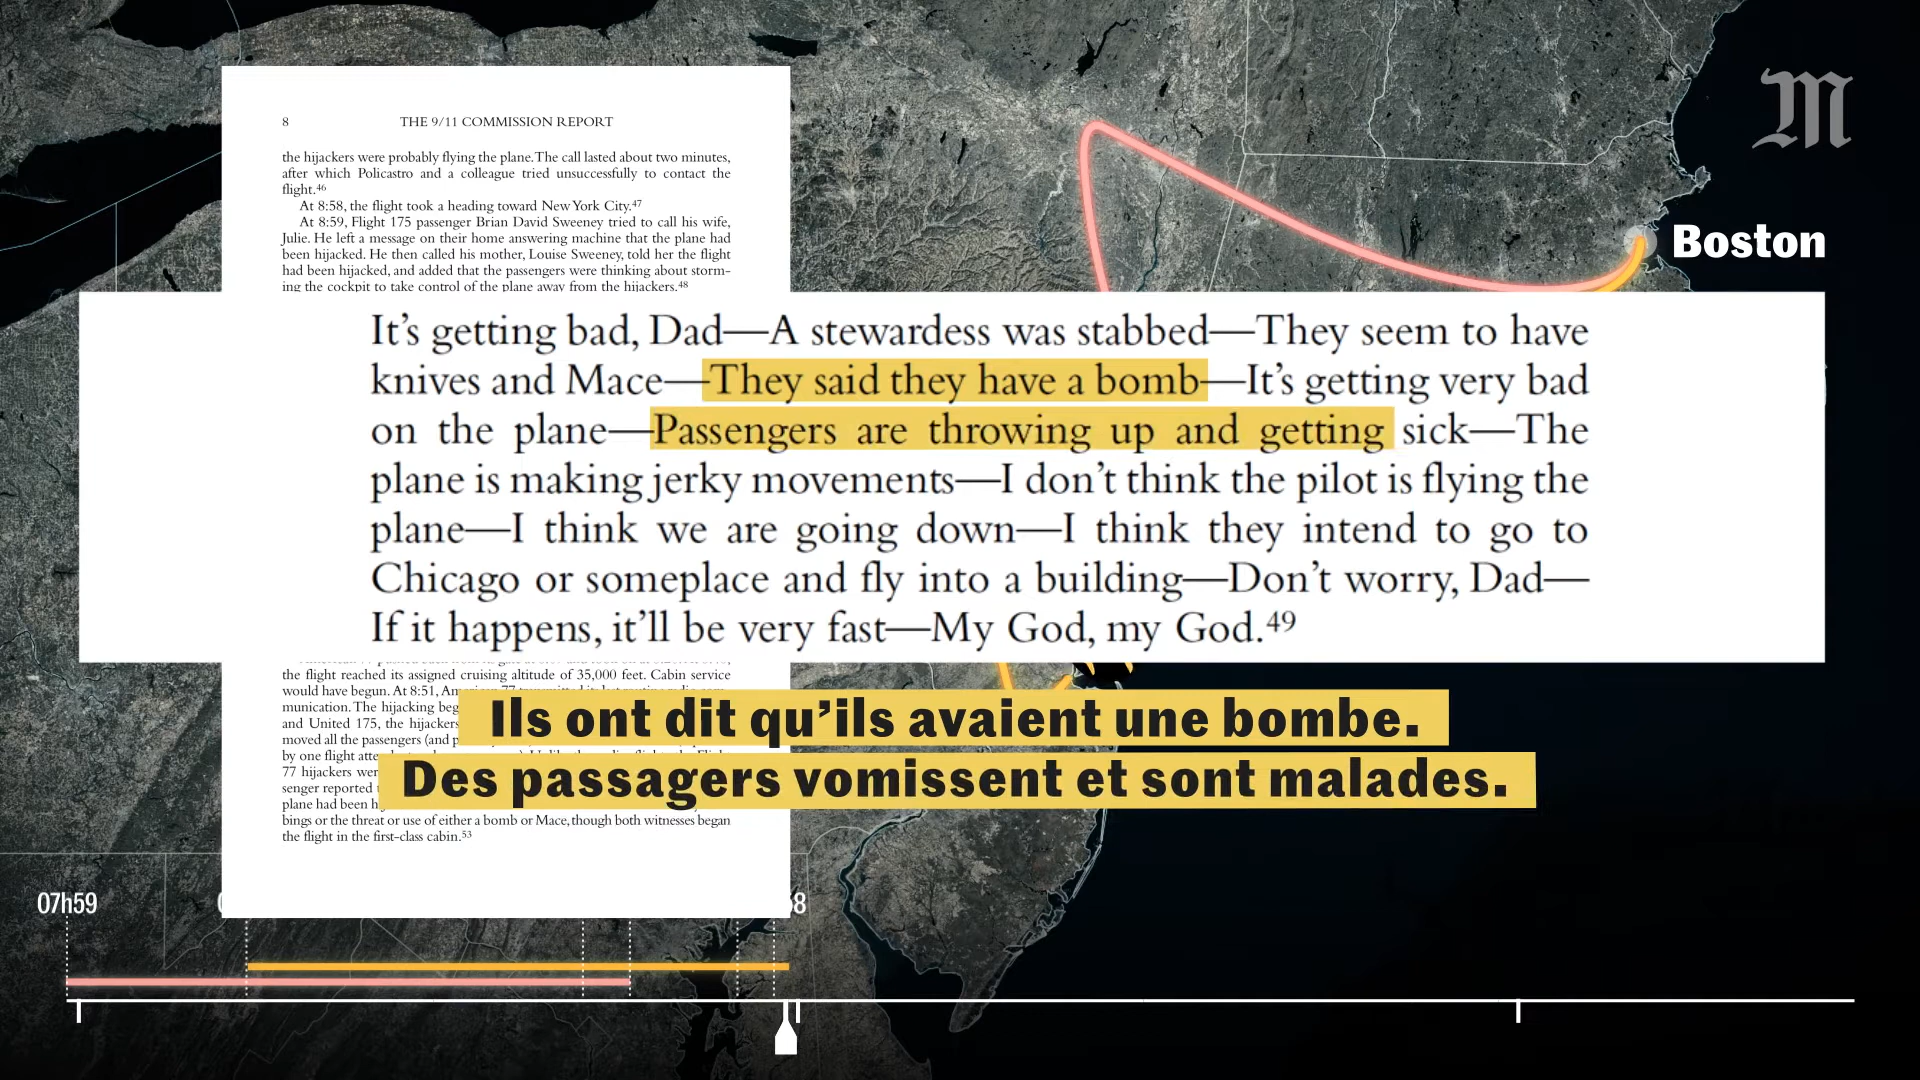 8 THE 9/11 COMMISSION REPORT
the hijackers were probably flying the plane. The call lasted about two minutes,
after which Policastro and a colleague tried unsuccessfully to contact the
flight.46
At 8:58, the flight took a heading toward New York City.47
At 8:59, Flight 175 passenger Brian David Sweeney tried to call his wife,
Julie. He left a message on their home answering machine that the plane had
been hijacked. He then called his mother, Louise Sweeney, told her the flight
had been hijacked, and added that the passengers were thinking about storm-
ing the cockpit to take control of the plane away from the hijackers.48
M
Boston
It's getting bad, Dad—A stewardess was stabbed—They seem to have
knives and Mace—They said they have a bomb—It's getting very bad
on the plane—Passengers are throwing up and getting sick—The
plane is making jerky movements—I don't think the pilot is flying the
plane—I think we are going down—I think they intend to go to
Chicago or someplace and fly into a building—Don't worry, Dad—
If it happens, it'll be very fast—My God, my God.49
the flight reached its assigned cruising altitude of 35,000 feet. Cabin service
would have begun. At 8:51,
munication. The hijacking
and United 175, the hijackers
moved all the passengers (and
by one flight
77 hijackers
senger reported
plane had been
bings or the threat or use of either a bomb or Mace, though both witnesses began
the flight in the first-class cabin.53
Ils ont dit qu'ils avaient une bombe.
Des passagers vomissent et sont malades.
07h59